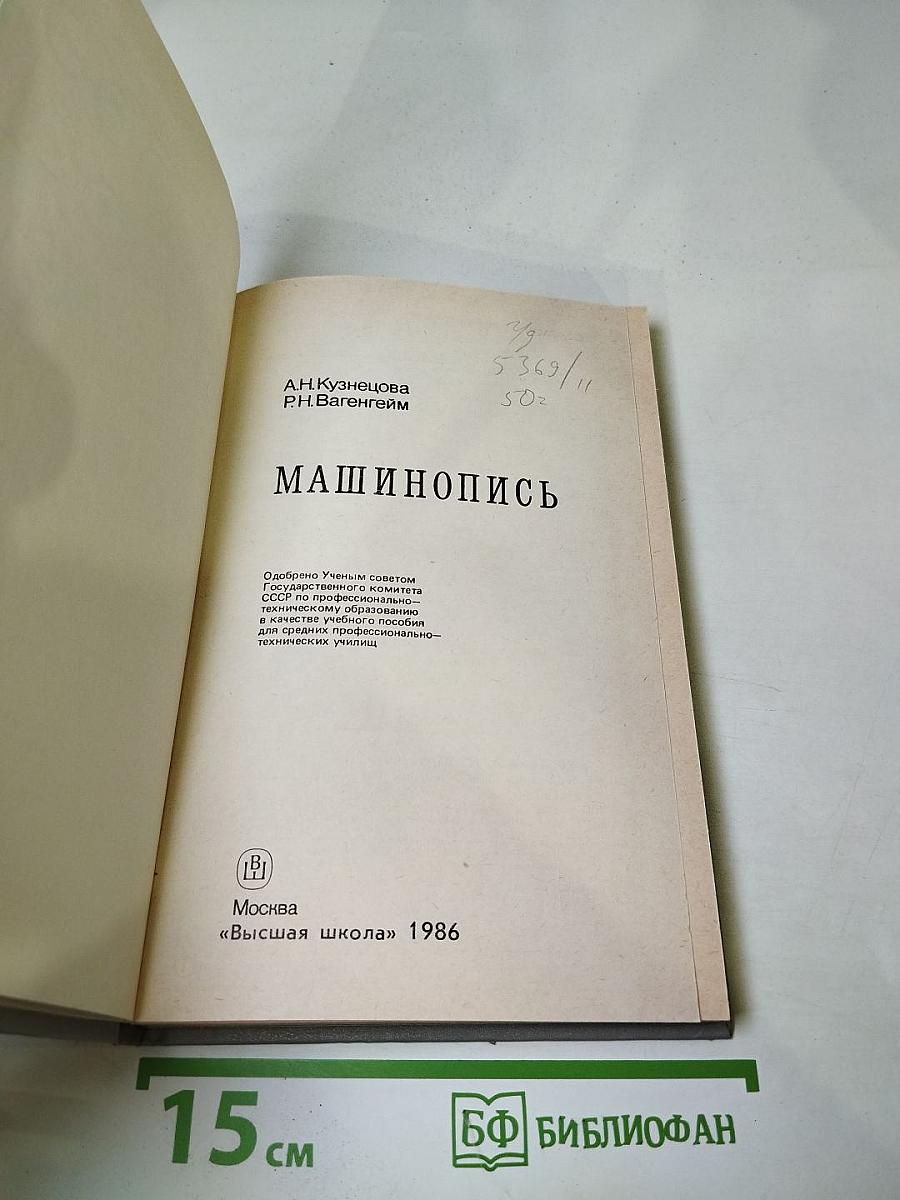 5369/11
50г
А.Н.Кузнецова
Р.Н.Вагенгейм
МАШИНОПИСЬ
Одобрено Ученым советом
Государственного комитета
СССР по профессионально—
техническому образованию
в качестве учебного пособия
для средних профессионально—
технических училищ
ВШ
Москва
«Высшая школа» 1986
15 см
БФ БИБЛИОФАН